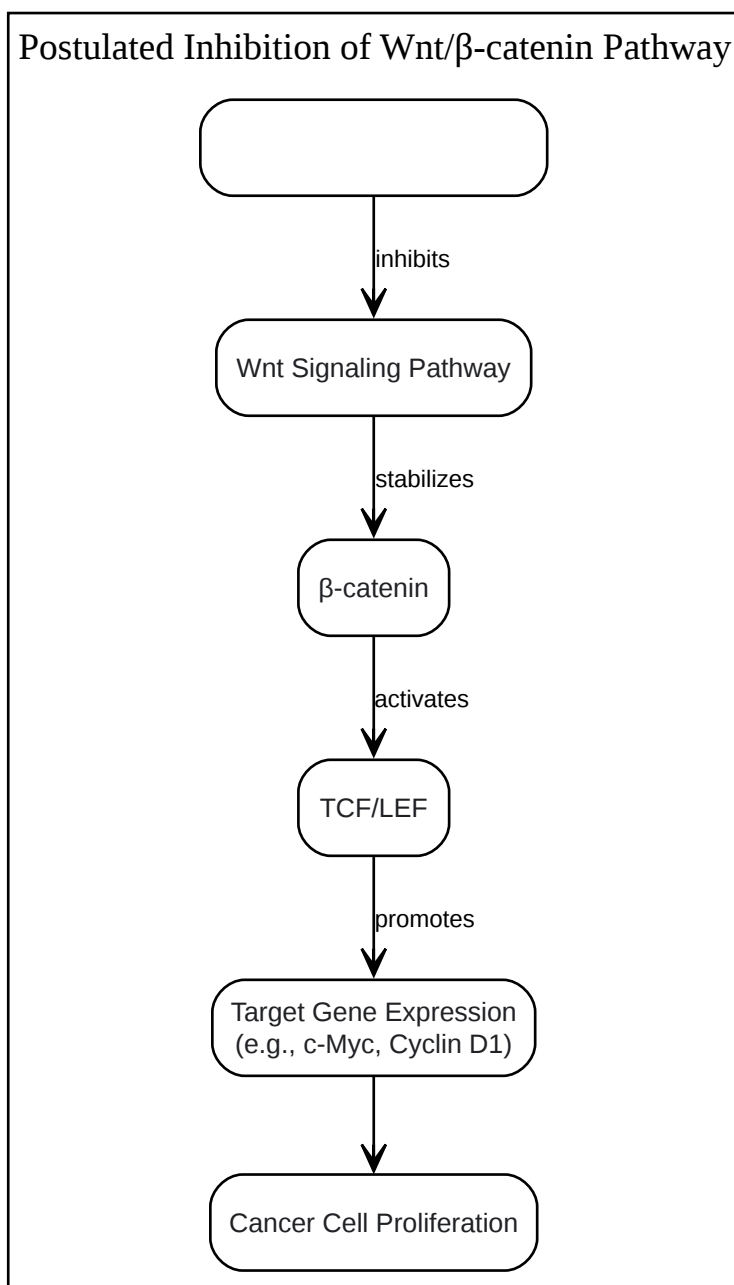 Postulated Inhibition of Wnt/β-catenin Pathway
inhibits
Wnt Signaling Pathway
stabilizes
β-catenin
activates
TCF/LEF
promotes
Target Gene Expression
(e.g., c-Myc, Cyclin D1)
Cancer Cell Proliferation